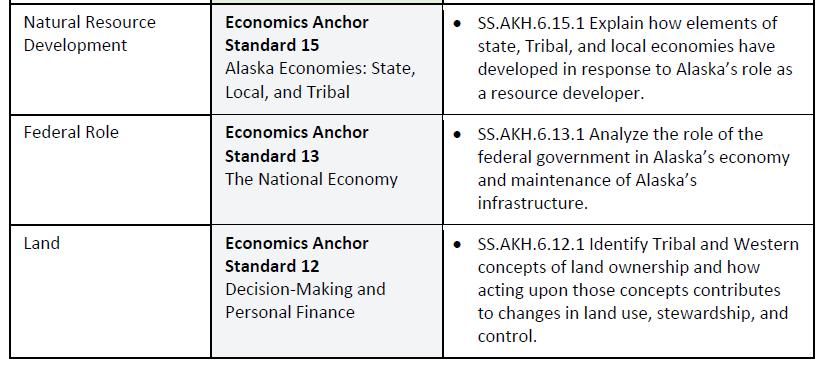 Natural Resource
Development
Economics Anchor
Standard 15
Alaska Economies: State,
Local, and Tribal
● SS.AKH.6.15.1 Explain how elements of
state, Tribal, and local economies have
developed in response to Alaska’s role as
a resource developer.
Federal Role
Economics Anchor
Standard 13
The National Economy
● SS.AKH.6.13.1 Analyze the role of the
federal government in Alaska’s economy
and maintenance of Alaska’s
infrastructure.
Land
Economics Anchor
Standard 12
Decision-Making and
Personal Finance
● SS.AKH.6.12.1 Identify Tribal and Western
concepts of land ownership and how
acting upon those concepts contributes
to changes in land use, stewardship, and
control.